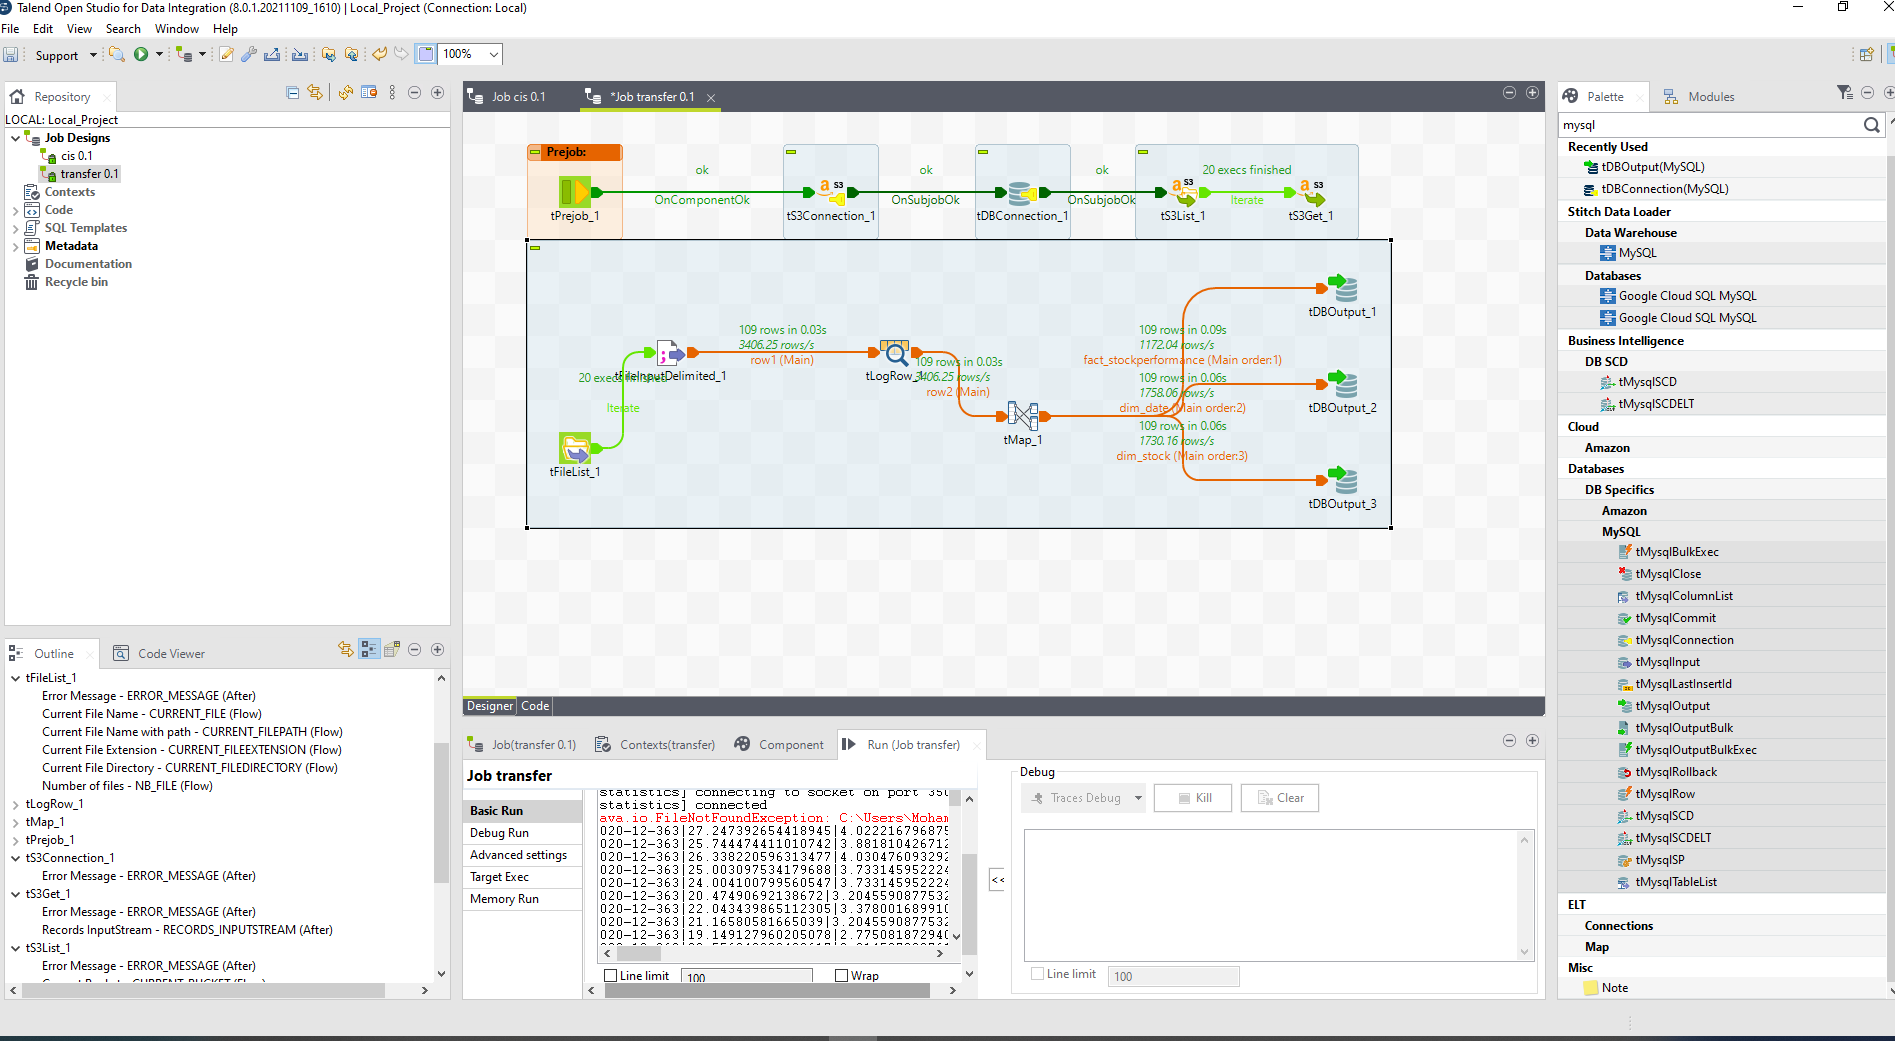 Talend Open Studio for Data Integration (8.0.1.20211109_1610) | Local_Project (Connection: Local)
File Edit View Search Window Help
Support 100%
Repository
LOCAL: Local_Project
Job Designs
cis 0.1
transfer 0.1
Contexts
Code
SQL Templates
Metadata
Documentation
Recycle bin
Outline Code Viewer
tFileList_1
Error Message - ERROR_MESSAGE (After)
Current File Name - CURRENT_FILE (Flow)
Current File Name with path - CURRENT_FILEPATH (Flow)
Current File Extension - CURRENT_FILEEXTENSION (Flow)
Current File Directory - CURRENT_FILEDIRECTORY (Flow)
Number of files - NB_FILE (Flow)
tLogRow_1
tMap_1
tPrejob_1
tS3Connection_1
Error Message - ERROR_MESSAGE (After)
tS3Get_1
Error Message - ERROR_MESSAGE (After)
Records InputStream - RECORDS_INPUTSTREAM (After)
tS3List_1
Error Message - ERROR_MESSAGE (After)
Job cis 0.1 *Job transfer 0.1
Prejob:
ok ok ok 20 execs finished
OnComponentOk OnSubjobOk OnSubjobOk Iterate
tPrejob_1 tS3Connection_1 tDBConnection_1 tS3List_1 tS3Get_1
tDBOutput_1
109 rows in 0.03s
3406.25 rows/s
row1 (Main)
109 rows in 0.09s
1172.04 rows/s
fact_stockperformance (Main order:1)
20 execs finished
tFileInputDelimited_1
tLogRow_1
109 rows in 0.03s
3406.25 rows/s
row2 (Main)
109 rows in 0.06s
1758.06 rows/s
dim_date (Main order:2)
tDBOutput_2
Iterate
tMap_1
109 rows in 0.06s
1730.16 rows/s
dim_stock (Main order:3)
tFileList_1
tDBOutput_3
Designer Code
Job(transfer 0.1) Contexts(transfer) Component Run (Job transfer)
Job transfer
Basic Run
Debug Run
Advanced settings
Target Exec
Memory Run
statistics] connecting to socket on port 350
statistics] connected
ava.io.FileNotFoundException: C:\Users\Moham
020-12-363|27.247392654418945|4.022216796875
020-12-363|25.744474411010742|3.881810426712
020-12-363|26.338220596313477|4.030476093292
020-12-363|25.003097534179688|3.733145952224
020-12-363|24.004100799560547|3.733145952224
020-12-363|20.47490692138672|3.2045590877532
020-12-363|22.043439865112305|3.378001689910
020-12-363|21.16580581665039|3.2045590877532
020-12-363|19.149127960205078|2.775081872940
Line limit 100 Wrap
Debug
Traces Debug Kill Clear
<<
Line limit 100
Palette Modules
mysql
Recently Used
tDBOutput(MySQL)
tDBConnection(MySQL)
Stitch Data Loader
Data Warehouse
MySQL
Databases
Google Cloud SQL MySQL
Google Cloud SQL MySQL
Business Intelligence
DB SCD
tMysqlSCD
tMysqlSCDELT
Cloud
Amazon
Databases
DB Specifics
Amazon
MySQL
tMysqlBulkExec
tMysqlClose
tMysqlColumnList
tMysqlCommit
tMysqlConnection
tMysqlInput
tMysqlLastInsertId
tMysqlOutput
tMysqlOutputBulk
tMysqlOutputBulkExec
tMysqlRollback
tMysqlRow
tMysqlSCD
tMysqlSCDELT
tMysqlSP
tMysqlTableList
ELT
Connections
Map
Misc
Note